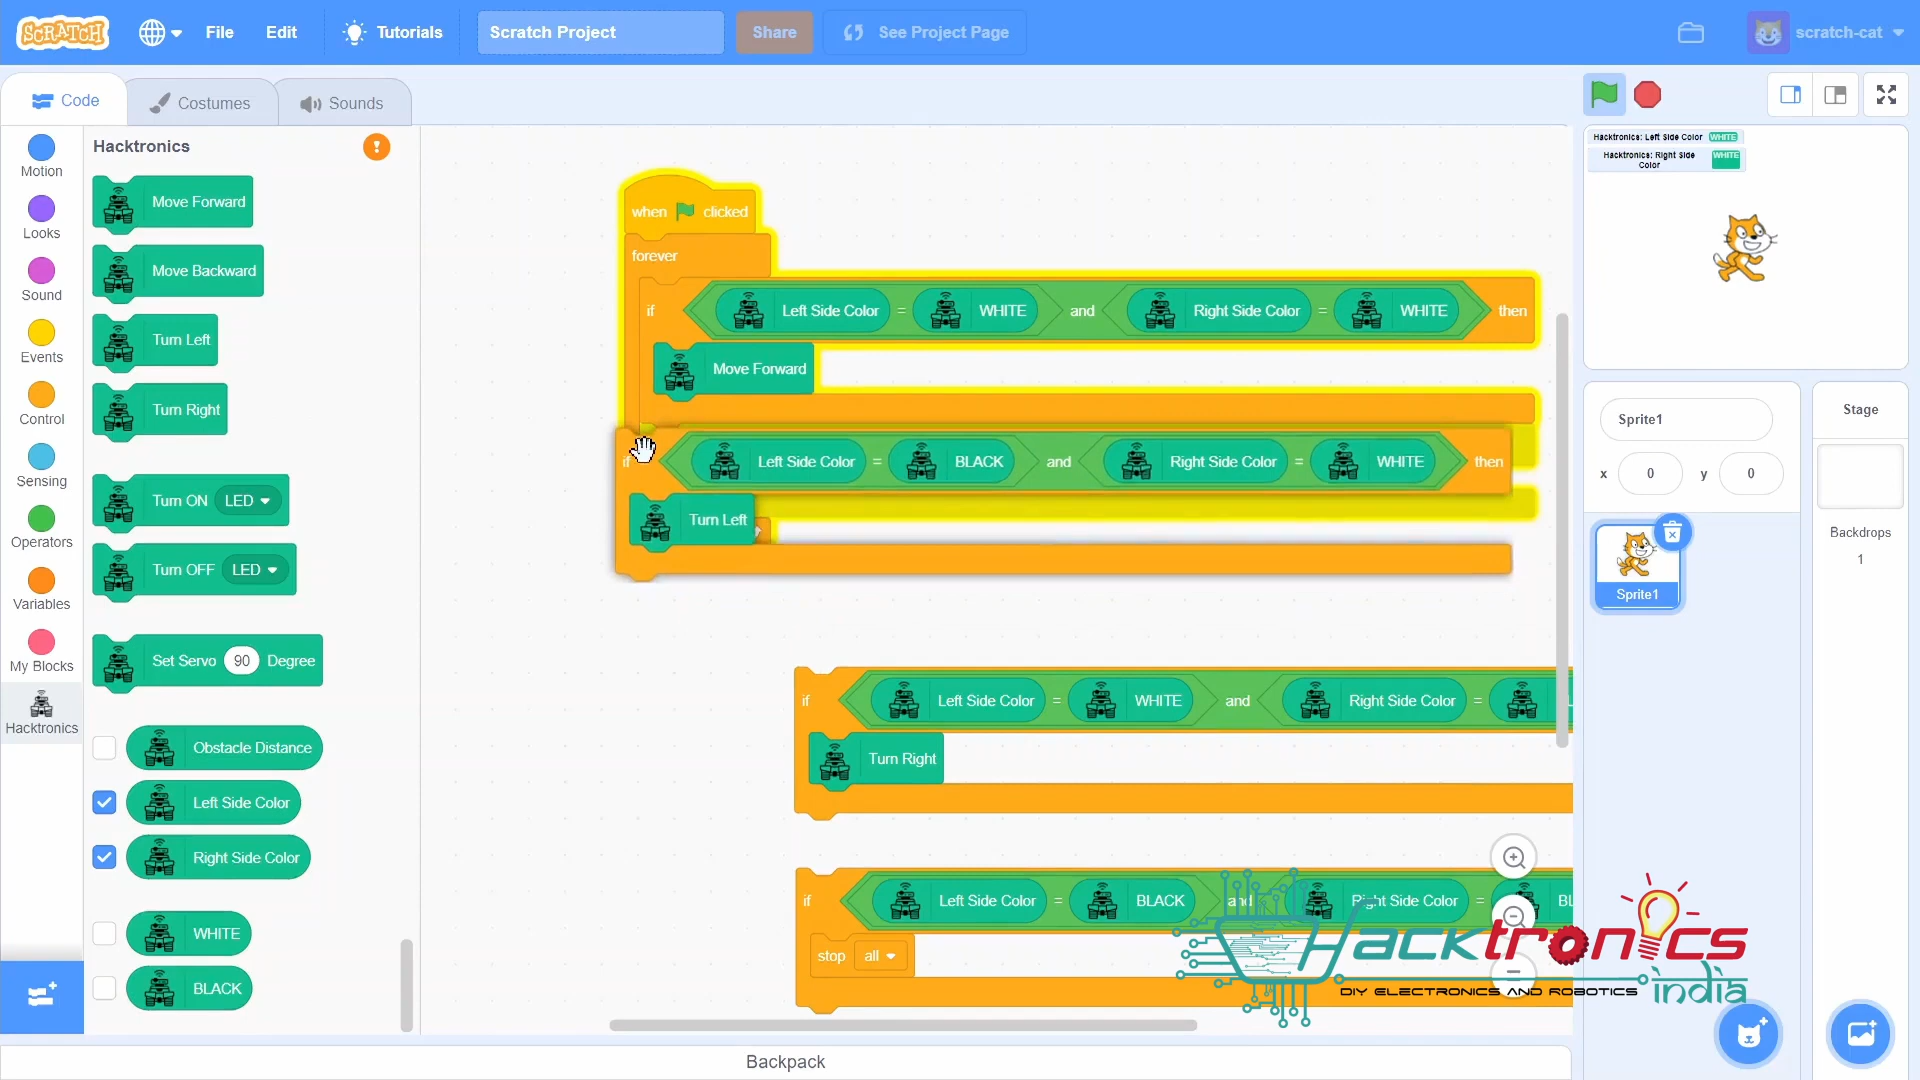 SCRATCH
File
Edit
Tutorials
Scratch Project
Share
See Project Page
scratch-cat
Code
Costumes
Sounds
Motion
Looks
Sound
Events
Control
Sensing
Operators
Variables
My Blocks
Hacktronics
Hacktronics
!
Move Forward
Move Backward
Turn Left
Turn Right
Turn ON LED
Turn OFF LED
Set Servo 90 Degree
Obstacle Distance
Left Side Color
Right Side Color
WHITE
BLACK
when clicked
forever
if Left Side Color = WHITE and Right Side Color = WHITE then
Move Forward
if Left Side Color = BLACK and Right Side Color = WHITE then
Turn Left
if Left Side Color = WHITE and Right Side Color =
Turn Right
if Left Side Color = BLACK and Right Side Color = BL
stop all
Hacktronics
india
DIY ELECTRONICS AND ROBOTICS
Hacktronics: Left Side Color WHITE
Hacktronics: Right Side
Color
WHITE
Sprite1
x 0 y 0
Sprite1
Stage
Backdrops
1
Backpack